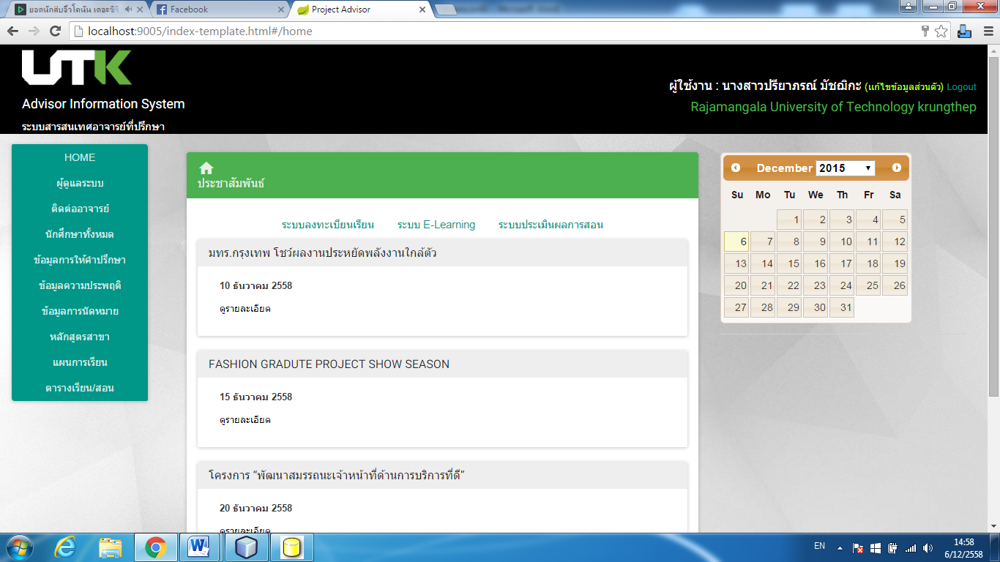 ยอดนักสืบจิ๋วโคนัน เดอะซีรี
Facebook
Project Advisor
localhost:9005/index-template.html#/home
UTK
Advisor Information System
ระบบสารสนเทศอาจารย์ที่ปรึกษา
ผู้ใช้งาน : นางสาวปรียาภรณ์ มัชฌิกะ (แก้ไขข้อมูลส่วนตัว) Logout
Rajamangala University of Technology krungthep
HOME
ผู้ดูแลระบบ
ติดต่ออาจารย์
นักศึกษาทั้งหมด
ข้อมูลการให้คำปรึกษา
ข้อมูลความประพฤติ
ข้อมูลการนัดหมาย
หลักสูตรสาขา
แผนการเรียน
ตารางเรียน/สอน
ประชาสัมพันธ์
ระบบลงทะเบียนเรียน ระบบ E-Learning ระบบประเมินผลการสอน
มทร.กรุงเทพ โชว์ผลงานประหยัดพลังงานใกล้ตัว
10 ธันวาคม 2558
ดูรายละเอียด
FASHION GRADUTE PROJECT SHOW SEASON
15 ธันวาคม 2558
ดูรายละเอียด
โครงการ “พัฒนาสมรรถนะเจ้าหน้าที่ด้านการบริการที่ดี”
20 ธันวาคม 2558
ดูรายละเอียด
December 2015
Su Mo Tu We Th Fr Sa
1 2 3 4 5
6 7 8 9 10 11 12
13 14 15 16 17 18 19
20 21 22 23 24 25 26
27 28 29 30 31
EN
14:58
6/12/2558